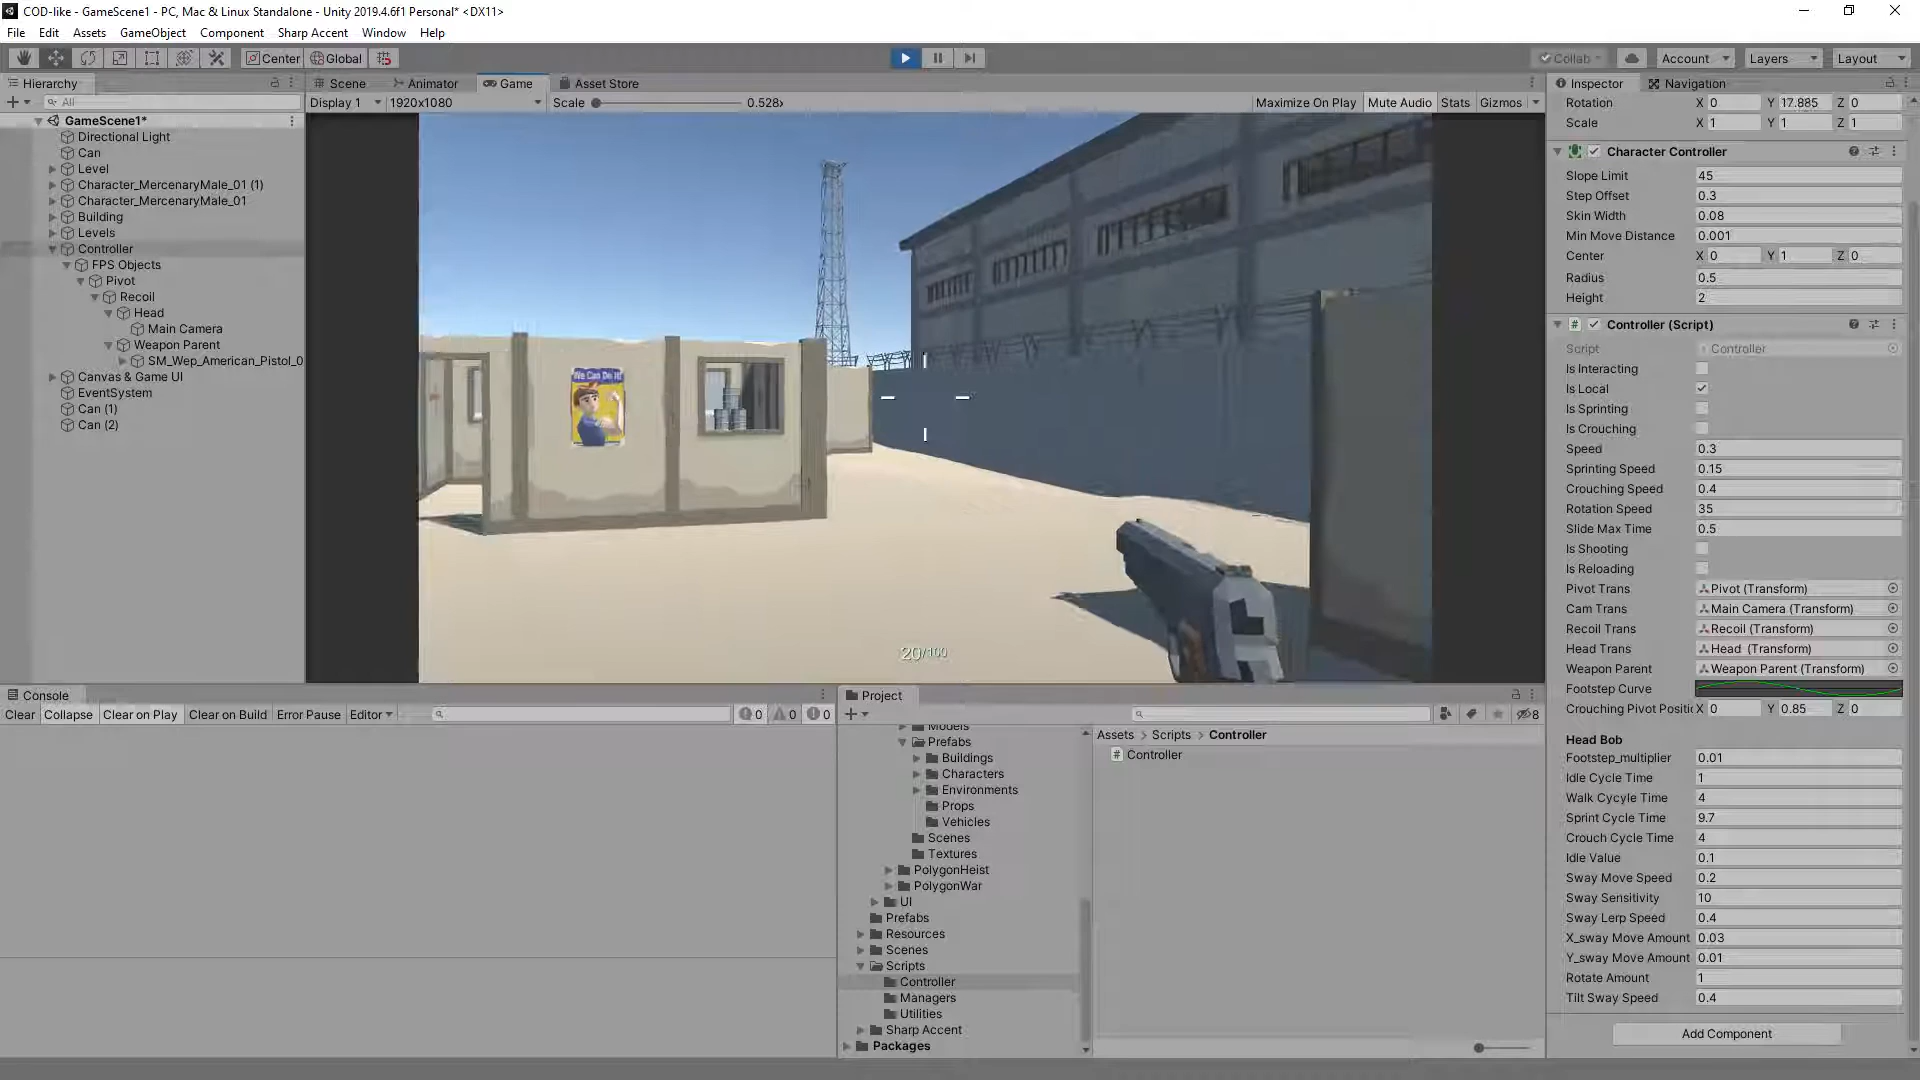 COD-like - GameScene1 - PC, Mac & Linux Standalone - Unity 2019.4.6f1 Personal* <DX11>
File Edit Assets GameObject Component Sharp Accent Window Help
Center Global Collab Account Layers Layout
Hierarchy
All
GameScene1*
Directional Light
Can
Level
Character_MercenaryMale_01 (1)
Character_MercenaryMale_01
Building
Levels
Controller
FPS Objects
Pivot
Recoil
Head
Main Camera
Weapon Parent
SM_Wep_American_Pistol_0
Canvas & Game UI
EventSystem
Can (1)
Can (2)
Scene Animator Game Asset Store
Display 1 1920x1080 Scale 0.528x Maximize On Play Mute Audio Stats Gizmos
We Can Do It!
20/100
Inspector Navigation
Rotation X 0 Y 17.885 Z 0
Scale X 1 Y 1 Z 1
Character Controller
Slope Limit 45
Step Offset 0.3
Skin Width 0.08
Min Move Distance 0.001
Center X 0 Y 1 Z 0
Radius 0.5
Height 2
Controller (Script)
Script Controller
Is Interacting
Is Local
Is Sprinting
Is Crouching
Speed 0.3
Sprinting Speed 0.15
Crouching Speed 0.4
Rotation Speed 35
Slide Max Time 0.5
Is Shooting
Is Reloading
Pivot Trans Pivot (Transform)
Cam Trans Main Camera (Transform)
Recoil Trans Recoil (Transform)
Head Trans Head (Transform)
Weapon Parent Weapon Parent (Transform)
Footstep Curve
Crouching Pivot Positi X 0 Y 0.85 Z 0
Head Bob
Footstep_multiplier 0.01
Idle Cycle Time 1
Walk Cycyle Time 4
Sprint Cycle Time 9.7
Crouch Cycle Time 4
Idle Value 0.1
Sway Move Speed 0.2
Sway Sensitivity 10
Sway Lerp Speed 0.4
X_sway Move Amount 0.03
Y_sway Move Amount 0.01
Rotate Amount 1
Tilt Sway Speed 0.4
Add Component
Console
Clear Collapse Clear on Play Clear on Build Error Pause Editor 0 0 0
Project
8
Models
Prefabs
Buildings
Characters
Environments
Props
Vehicles
Scenes
Textures
PolygonHeist
PolygonWar
UI
Prefabs
Resources
Scenes
Scripts
Controller
Managers
Utilities
Sharp Accent
Packages
Assets > Scripts > Controller
Controller